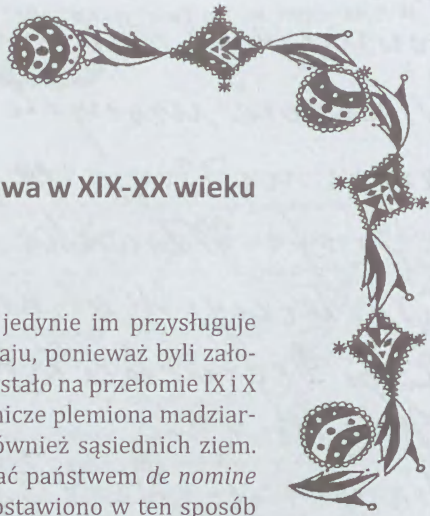 wa w XIX-XX wieku
jedynie im przysługuje
aju, ponieważ byli zało-
stało na przełomie IX i X
nicze plemiona madziar-
ównież sąsiednich ziem.
ać państwem de nomine
ostawiono w ten sposób